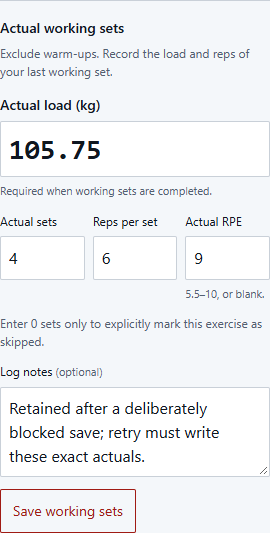 Actual working sets
Exclude warm-ups. Record the load and reps of
your last working set.
Actual load (kg)
105.75
Required when working sets are completed.
Actual sets
Reps per set
Actual RPE
4
6
9
5.5–10, or blank.
Enter 0 sets only to explicitly mark this exercise as
skipped.
Log notes (optional)
Retained after a deliberately
blocked save; retry must write
these exact actuals.
Save working sets